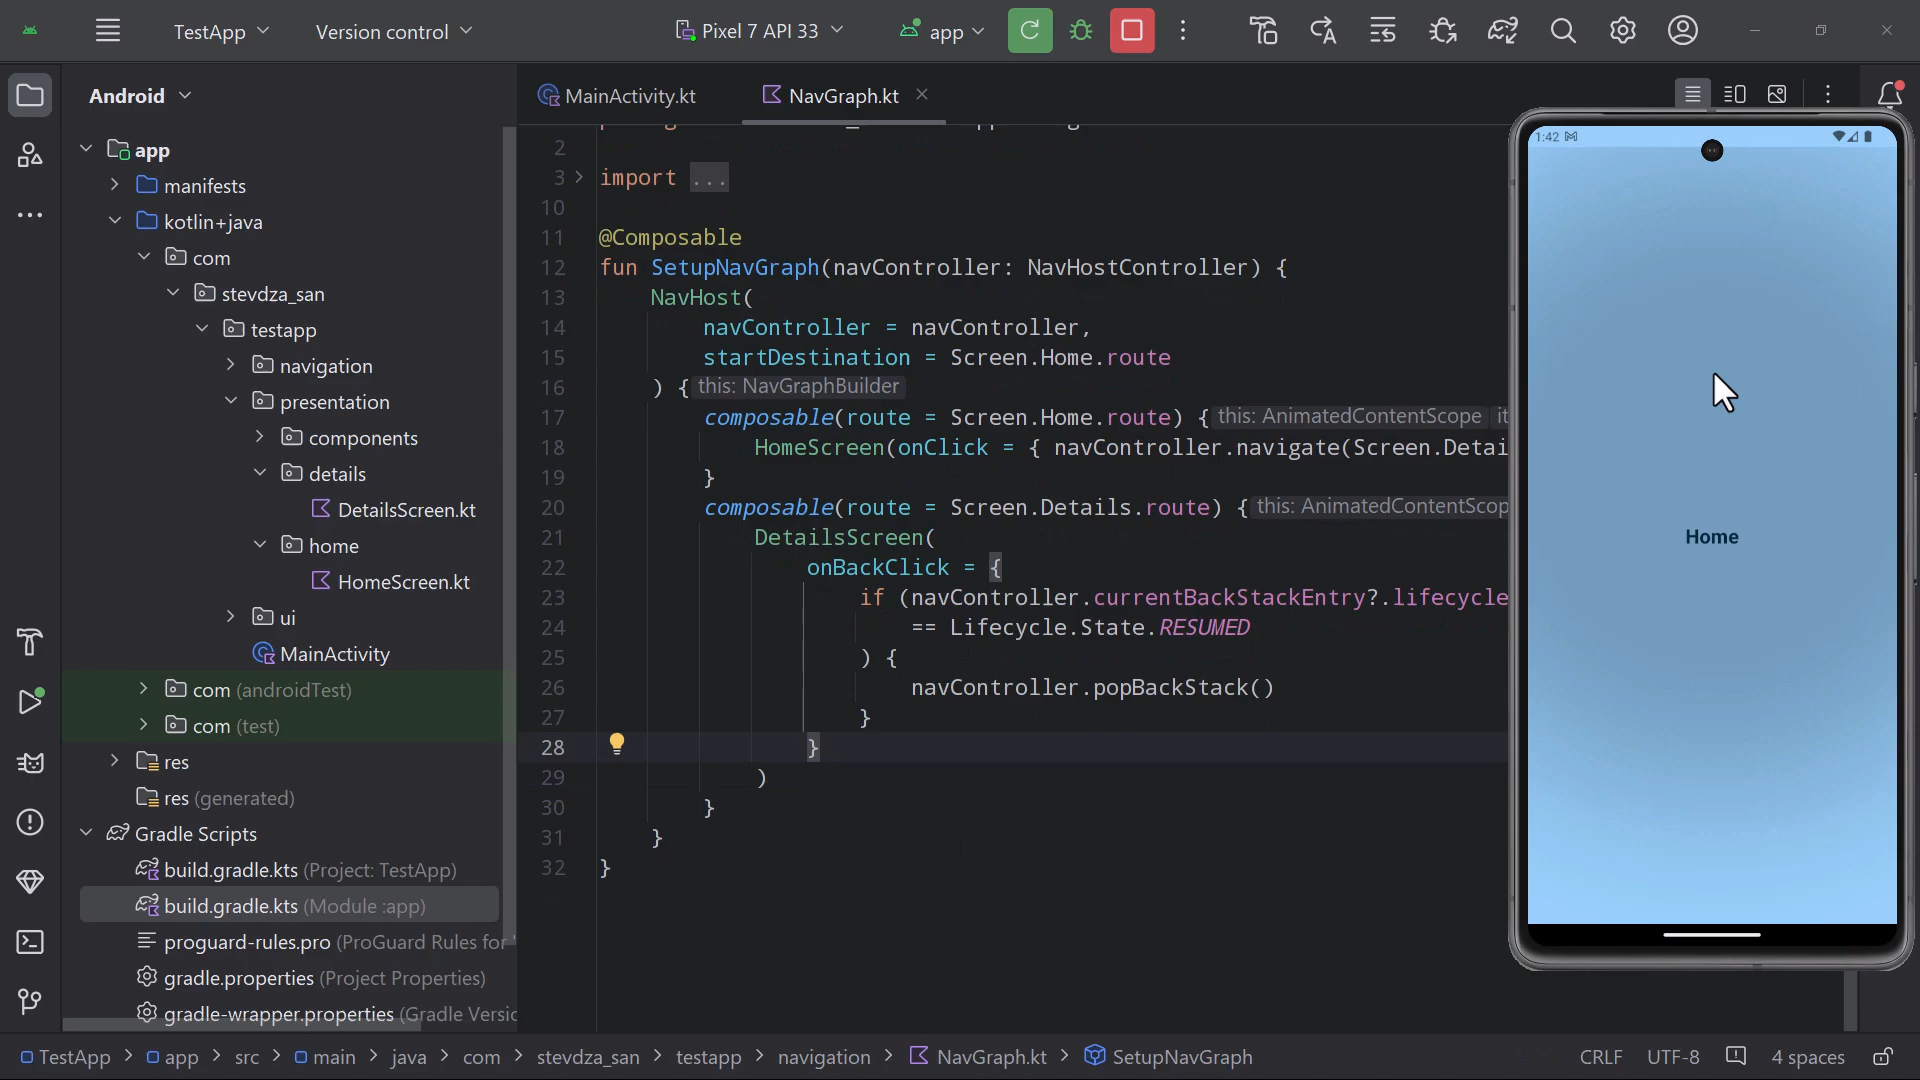 TestApp
Version control
Pixel 7 API 33
app
Android
MainActivity.kt
NavGraph.kt
app
manifests
kotlin+java
com
stevdza_san
testapp
navigation
presentation
components
details
DetailsScreen.kt
home
HomeScreen.kt
ui
MainActivity
com (androidTest)
com (test)
res
res (generated)
Gradle Scripts
build.gradle.kts (Project: TestApp)
build.gradle.kts (Module :app)
proguard-rules.pro (ProGuard Rules for
gradle.properties (Project Properties)
gradle-wrapper.properties (Gradle Versio
2
3 import ...
10
11 @Composable
12 fun SetupNavGraph(navController: NavHostController) {
13 NavHost(
14 navController = navController,
15 startDestination = Screen.Home.route
16 ) { this: NavGraphBuilder
17 composable(route = Screen.Home.route) { this: AnimatedContentScope it
18 HomeScreen(onClick = { navController.navigate(Screen.Detai
19 }
20 composable(route = Screen.Details.route) { this: AnimatedContentScop
21 DetailsScreen(
22 onBackClick = {
23 if (navController.currentBackStackEntry?.lifecycle
24 == Lifecycle.State.RESUMED
25 ) {
26 navController.popBackStack()
27 }
28 }
29 )
30 }
31 }
32 }
1:42
Home
TestApp > app > src > main > java > com > stevdza_san > testapp > navigation > NavGraph.kt > SetupNavGraph
CRLF UTF-8 4 spaces